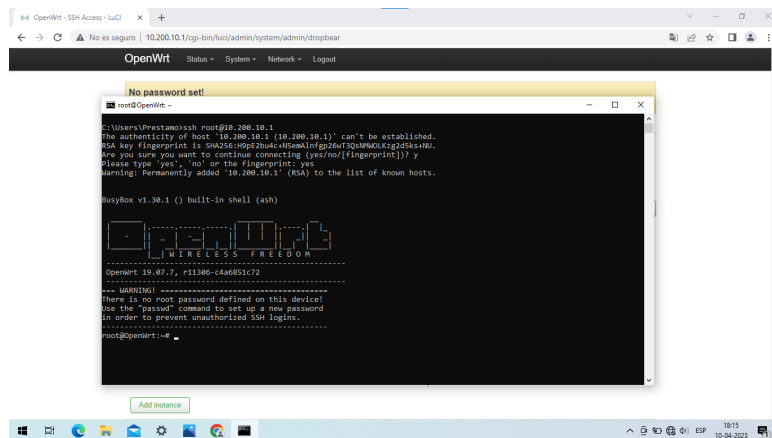 OpenWrt - SSH Access - LuCI
No es seguro | 10.200.10.1/cgi-bin/luci/admin/system/admin/dropbear
OpenWrt Status System Network Logout
No password set!
root@OpenWrt: ~
C:\Users\Prestamo>ssh root@10.200.10.1
The authenticity of host '10.200.10.1 (10.200.10.1)' can't be established.
RSA key fingerprint is SHA256:H9pE2bu4c+N5emAlnfgp26wT3QsNMWOLKzg2d5ks+NU.
Are you sure you want to continue connecting (yes/no/[fingerprint])? y
Please type 'yes', 'no' or the fingerprint: yes
Warning: Permanently added '10.200.10.1' (RSA) to the list of known hosts.
BusyBox v1.30.1 () built-in shell (ash)
OpenWrt
W I R E L E S S F R E E D O M
OpenWrt 19.07.7, r11306-c4a6851c72
=== WARNING! =====================================
There is no root password defined on this device!
Use the "passwd" command to set up a new password
in order to prevent unauthorized SSH logins.
root@OpenWrt:~#
Add instance
ESP
18:15
10-04-2023